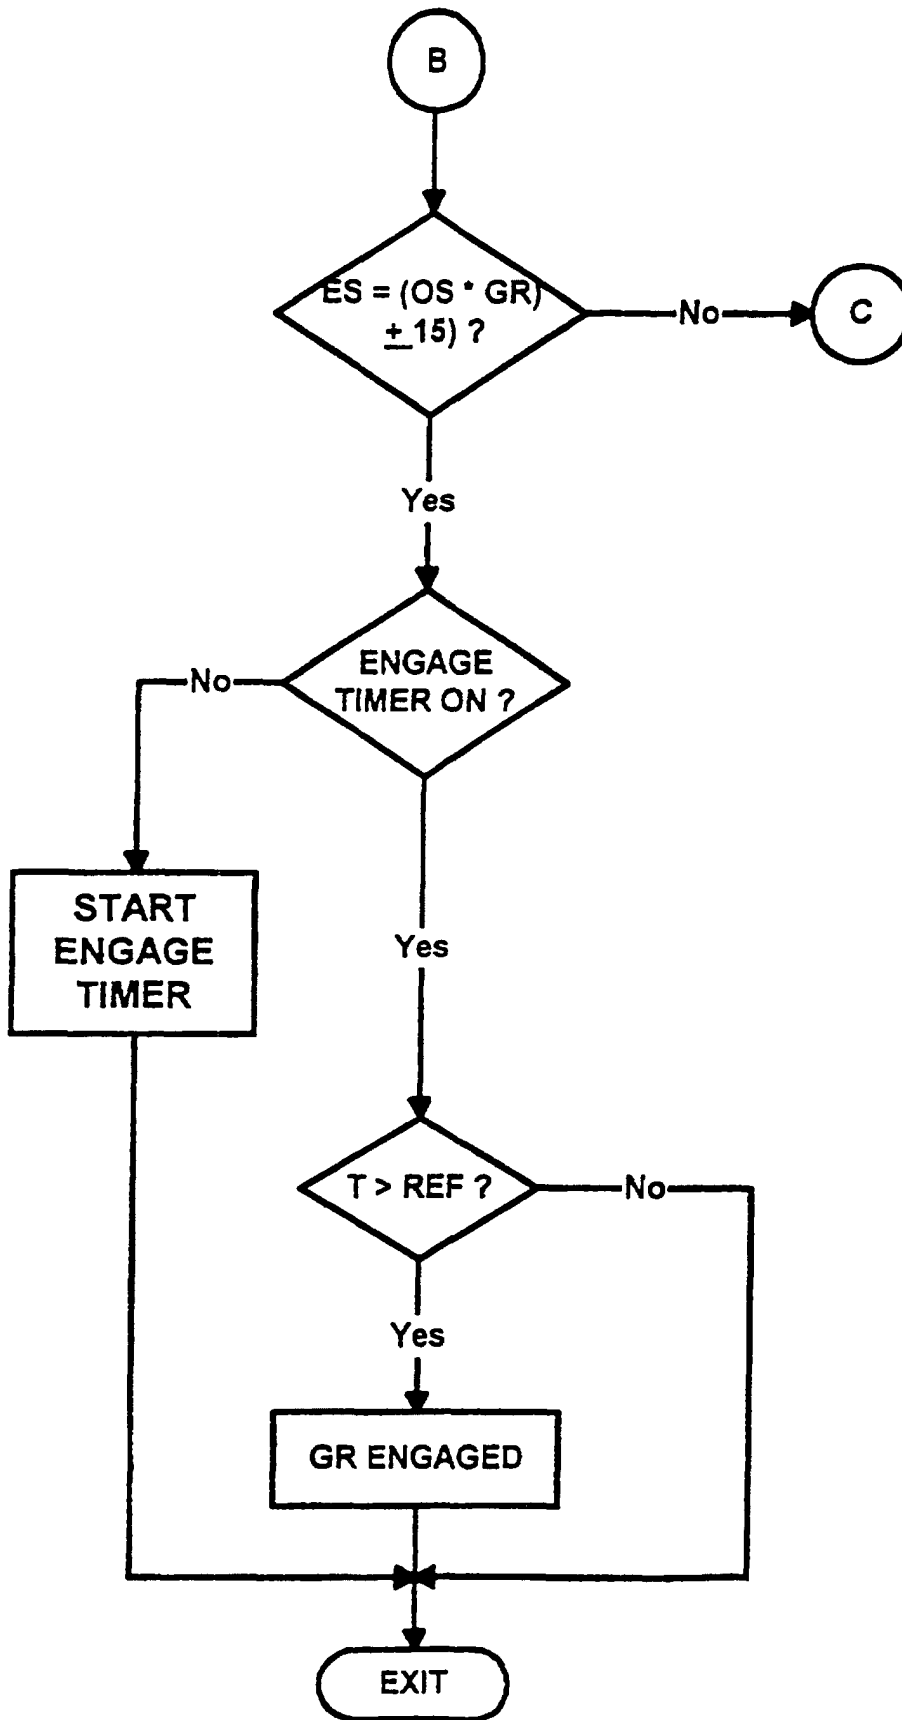 B
ES = (OS * GR)
± 15) ?
No
C
Yes
ENGAGE
TIMER ON ?
No
START
ENGAGE
TIMER
Yes
T > REF ?
No
Yes
GR ENGAGED
EXIT